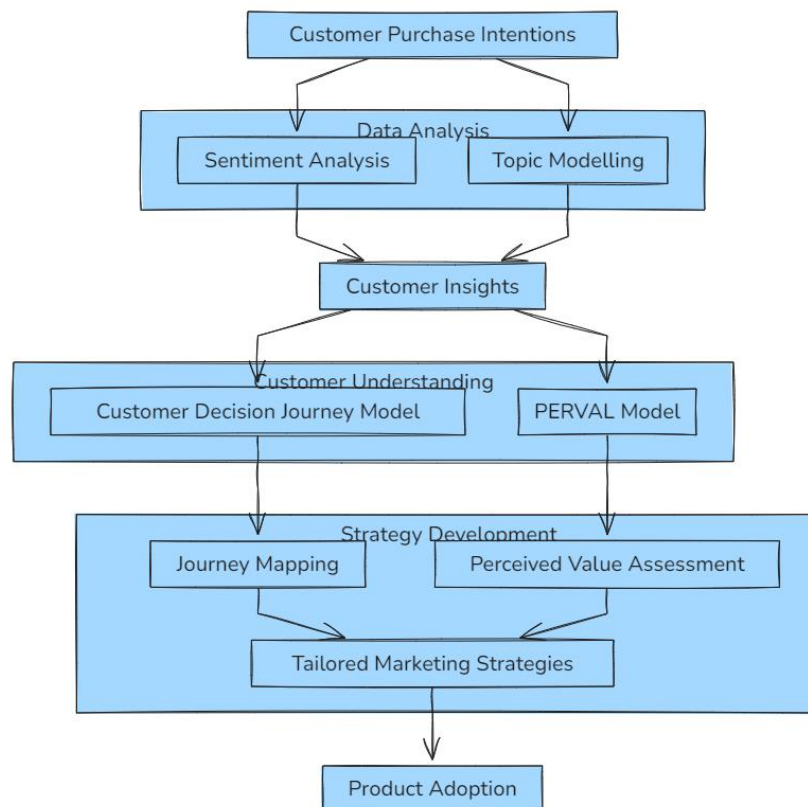 Customer Purchase Intentions
Data Analysis
Sentiment Analysis
Topic Modelling
Customer Insights
Customer Understanding
Customer Decision Journey Model
PERVAL Model
Strategy Development
Journey Mapping
Perceived Value Assessment
Tailored Marketing Strategies
Product Adoption